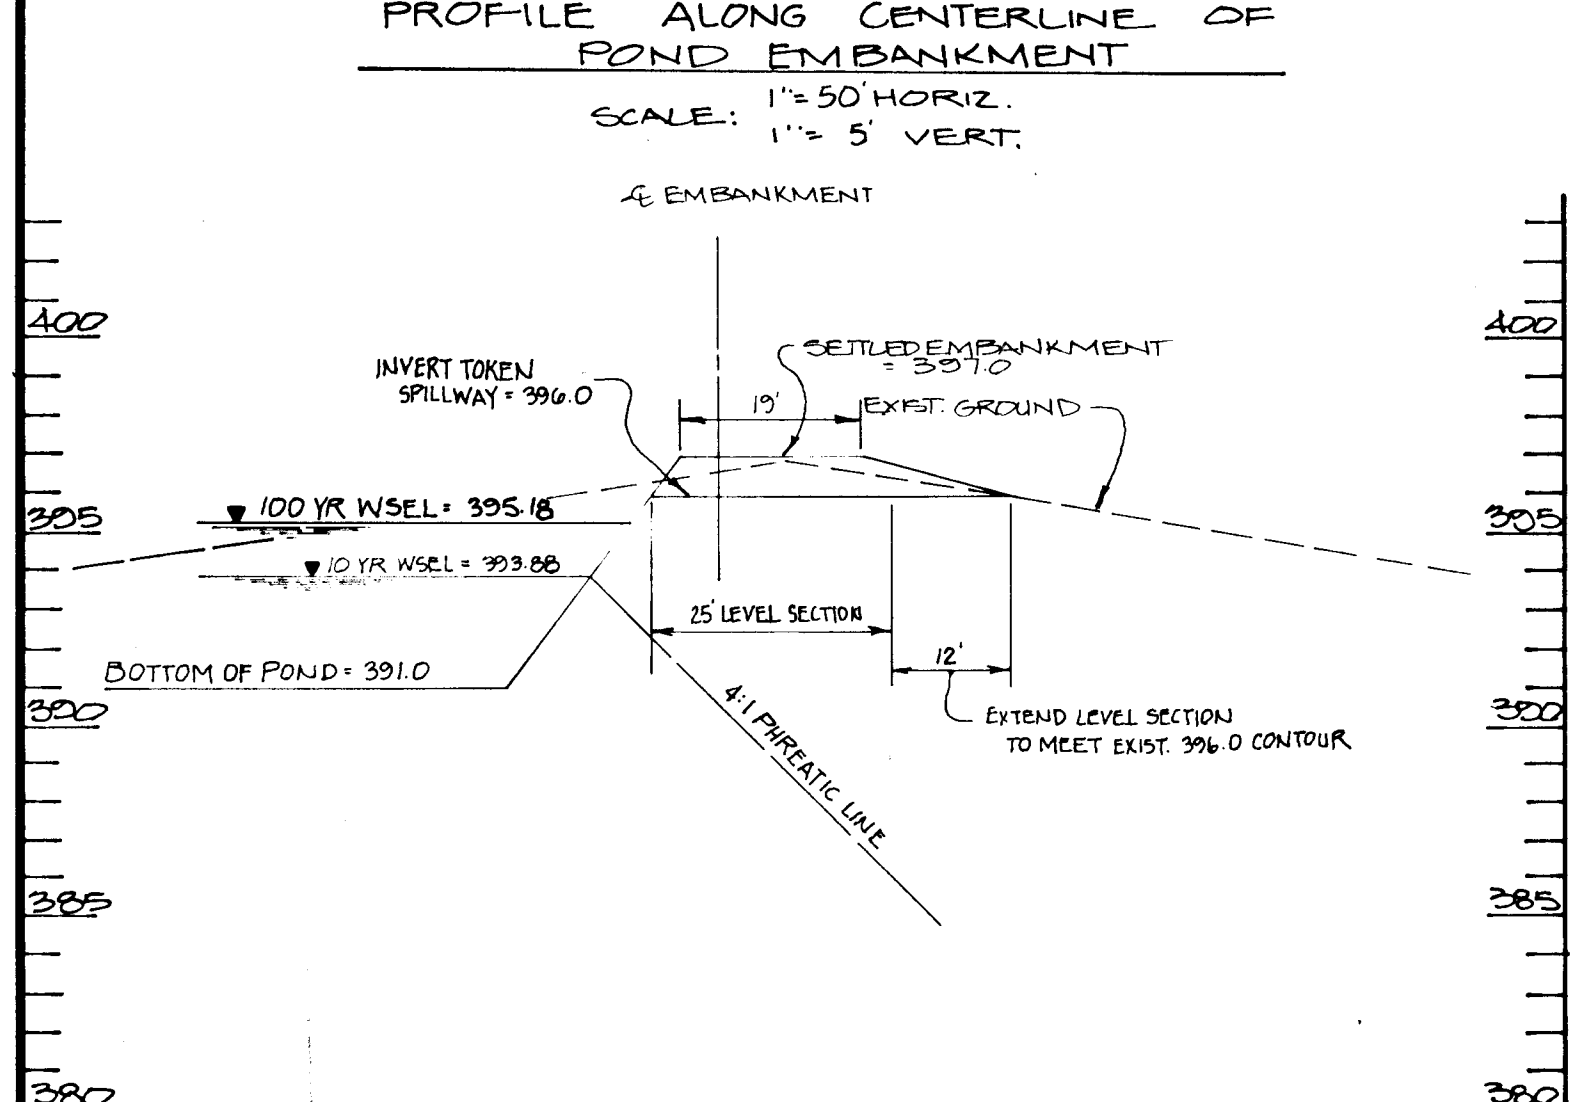 PROFILE ALONG CENTERLINE OF
POND EMBANKMENT
SCALE: 1"=50' HORIZ.
1"= 5' VERT.
℄ EMBANKMENT
400
400
SETTLED EMBANKMENT
= 397.0
INVERT TOKEN
SPILLWAY = 396.0
19'
EXIST. GROUND
100 YR WSEL = 395.18
395
395
10 YR WSEL = 393.88
25' LEVEL SECTION
12'
BOTTOM OF POND = 391.0
390
390
EXTEND LEVEL SECTION
TO MEET EXIST. 396.0 CONTOUR
4:1 PHREATIC LINE
385
385
380
380